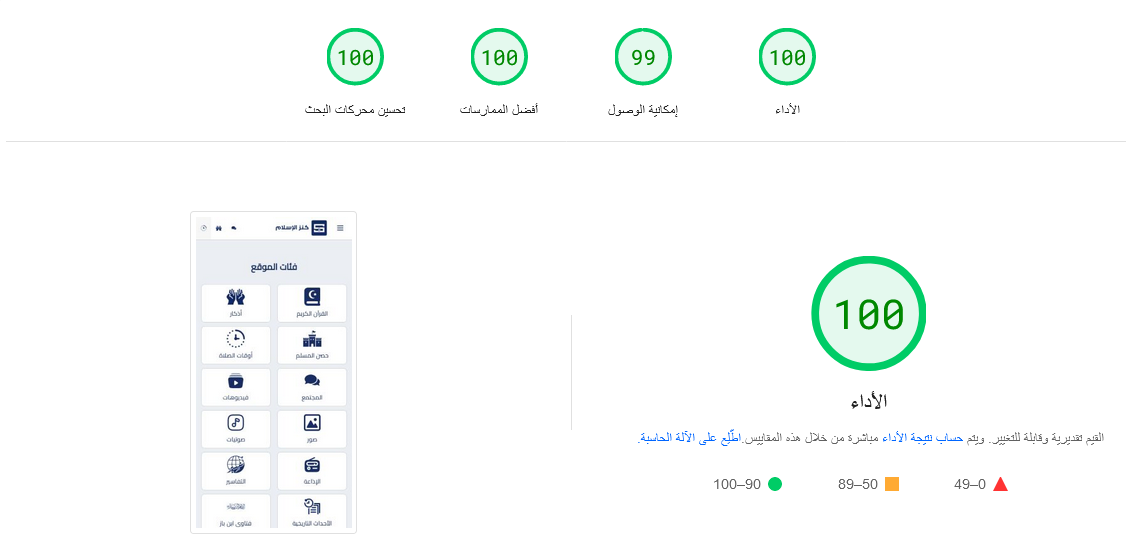 100
99
100
100
الأداء
إمكانية الوصول
أفضل الممارسات
تحسين محركات البحث
100
الأداء
القيم تقديرية وقابلة للتغيير. ويتم حساب نتيجة الأداء مباشرة من خلال هذه المقاييس.اطّلِع على الآلة الحاسبة.
0–49
50–89
90–100
كنز الإسلام
فئات الموقع
القرآن الكريم
أذكار
حصن المسلم
أوقات الصلاة
المجتمع
فيديوهات
صور
صوتيات
الإذاعة
التفاسير
الأحداث التاريخية
فتاوى ابن باز